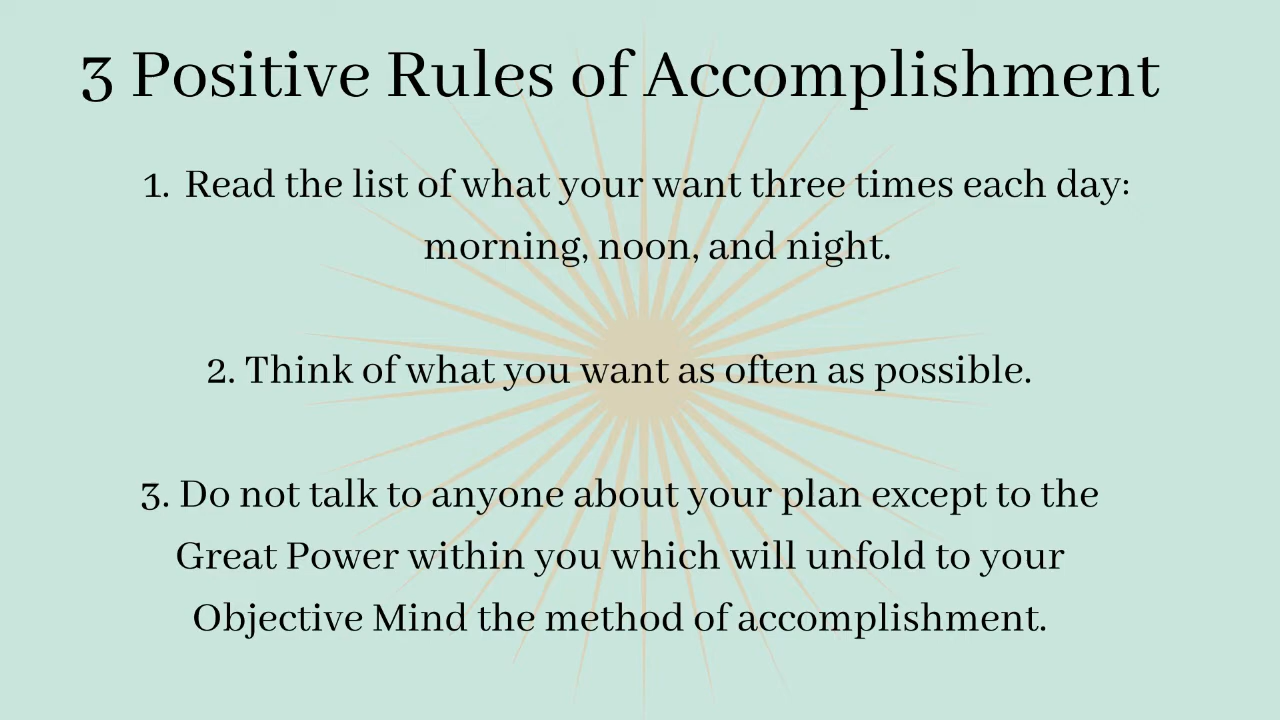 3 Positive Rules of Accomplishment
1. Read the list of what your want three times each day:
morning, noon, and night.
2. Think of what you want as often as possible.
3. Do not talk to anyone about your plan except to the
Great Power within you which will unfold to your
Objective Mind the method of accomplishment.